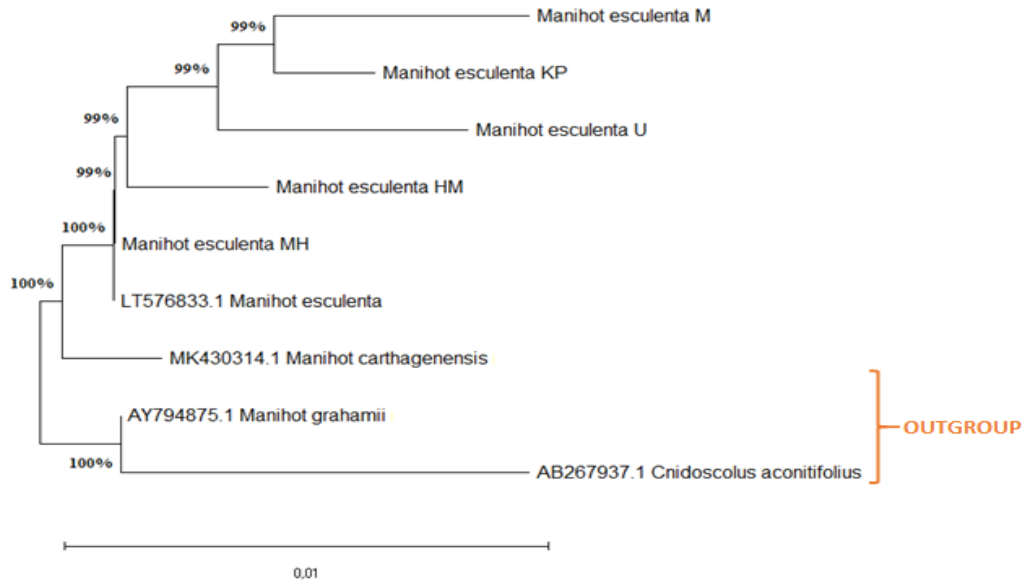 Manihot esculenta M
99%
Manihot esculenta KP
99%
Manihot esculenta U
99%
Manihot esculenta HM
99%
100%
Manihot esculenta MH
100%
LT576833.1 Manihot esculenta
MK430314.1 Manihot carthagenensis
AY794875.1 Manihot grahamii
OUTGROUP
100%
AB267937.1 Cnidoscolus aconitifolius
0,01